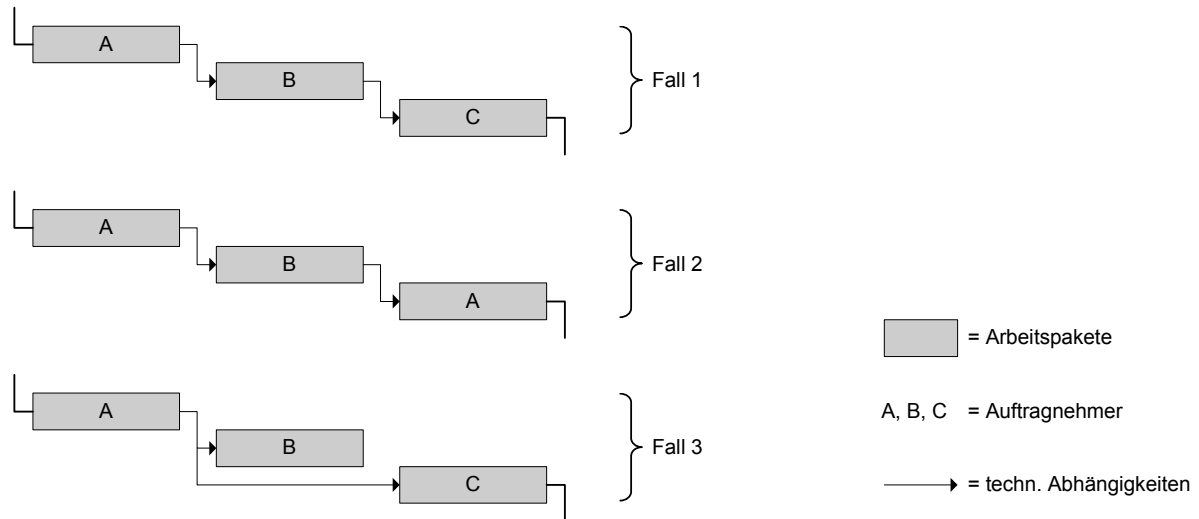 A
B
C
Fall 1
A
B
A
Fall 2
= Arbeitspakete
A
B
C
Fall 3
A, B, C = Auftragnehmer
= techn. Abhängigkeiten